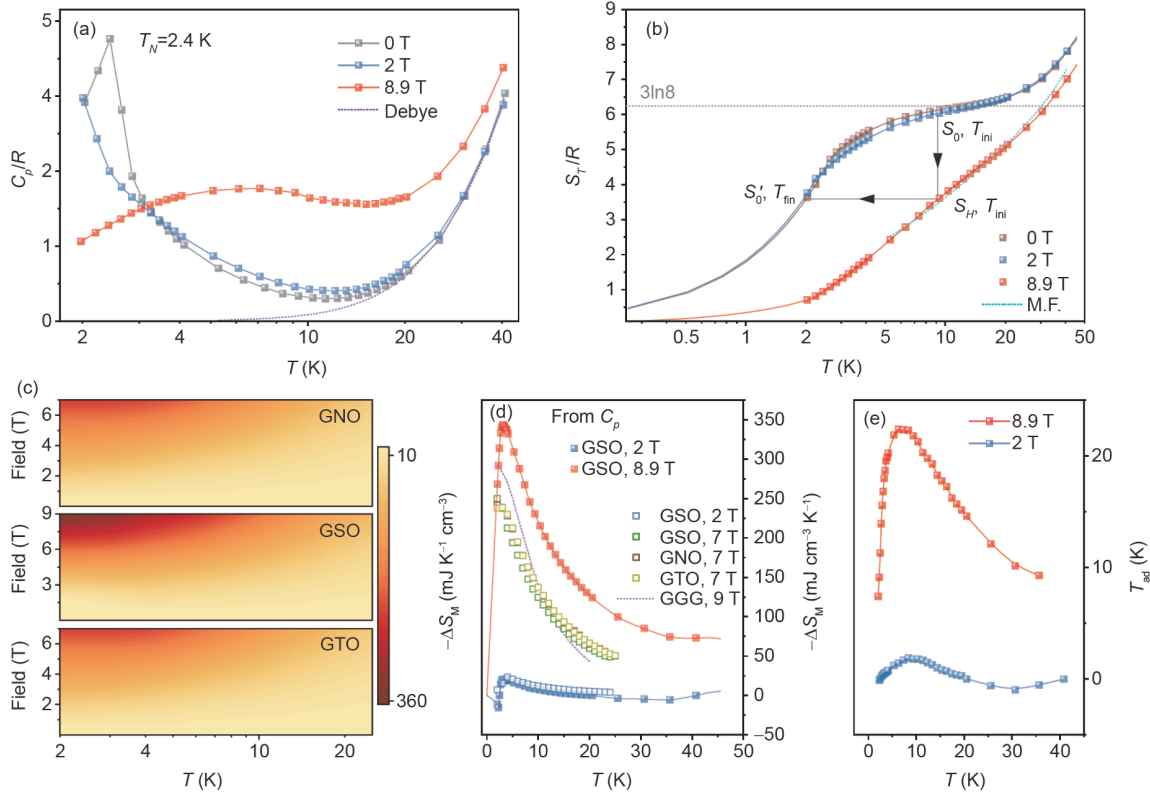 (a)
T_N=2.4 K
0 T
2 T
8.9 T
Debye
5
4
2
1
0
C_p/R
2
4
10
20
40
T (K)
(b)
9
8
7
6
5
4
3
2
1
S_T/R
3ln8
S_0, T_ini
S_0′, T_fin
S_H, T_ini
0 T
2 T
8.9 T
M.F.
0.5
1
2
5
10
20
50
T (K)
(c)
GNO
6
4
2
Field (T)
GSO
9
6
3
Field (T)
GTO
6
4
2
Field (T)
10
360
2
4
10
20
T (K)
(d)
From C_p
GSO, 2 T
GSO, 8.9 T
GSO, 2 T
GSO, 7 T
GNO, 7 T
GTO, 7 T
GGG, 9 T
−ΔS_M (mJ K⁻¹ cm⁻³)
350
300
250
200
150
100
50
0
−50
−ΔS_M (mJ cm⁻³ K⁻¹)
0
10
20
30
40
50
T (K)
(e)
8.9 T
2 T
20
10
0
T_ad (K)
0
10
20
30
40
T (K)